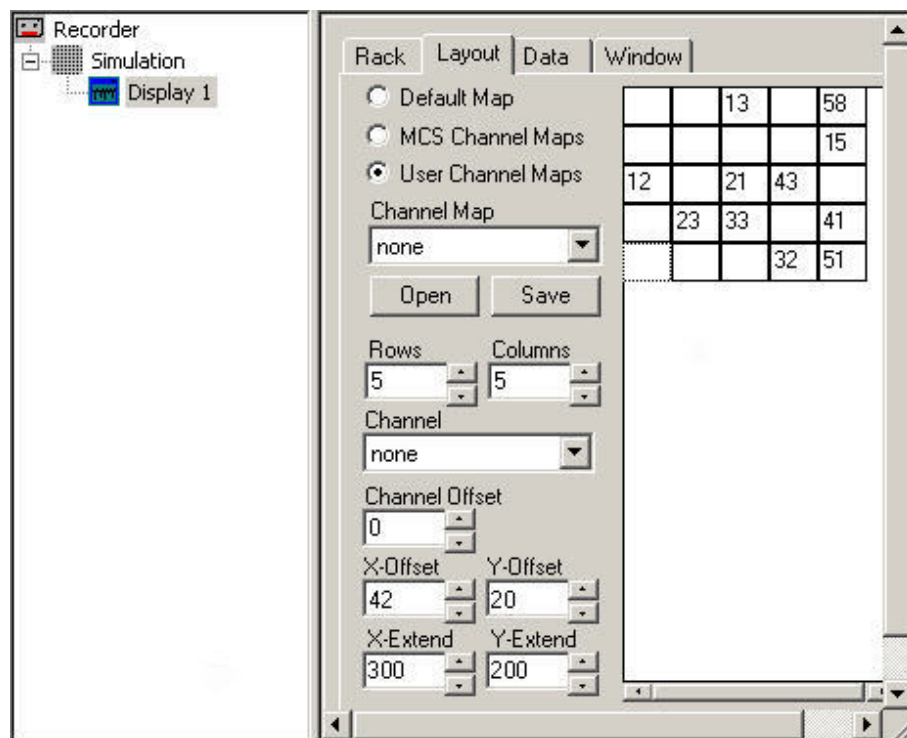 Recorder
Simulation
Display 1
Rack Layout Data Window
Default Map
MCS Channel Maps
User Channel Maps
Channel Map
none
Open Save
Rows Columns
5 5
Channel
none
Channel Offset
0
X-Offset Y-Offset
42 20
X-Extend Y-Extend
300 200
13 58
15
12 21 43
23 33 41
32 51